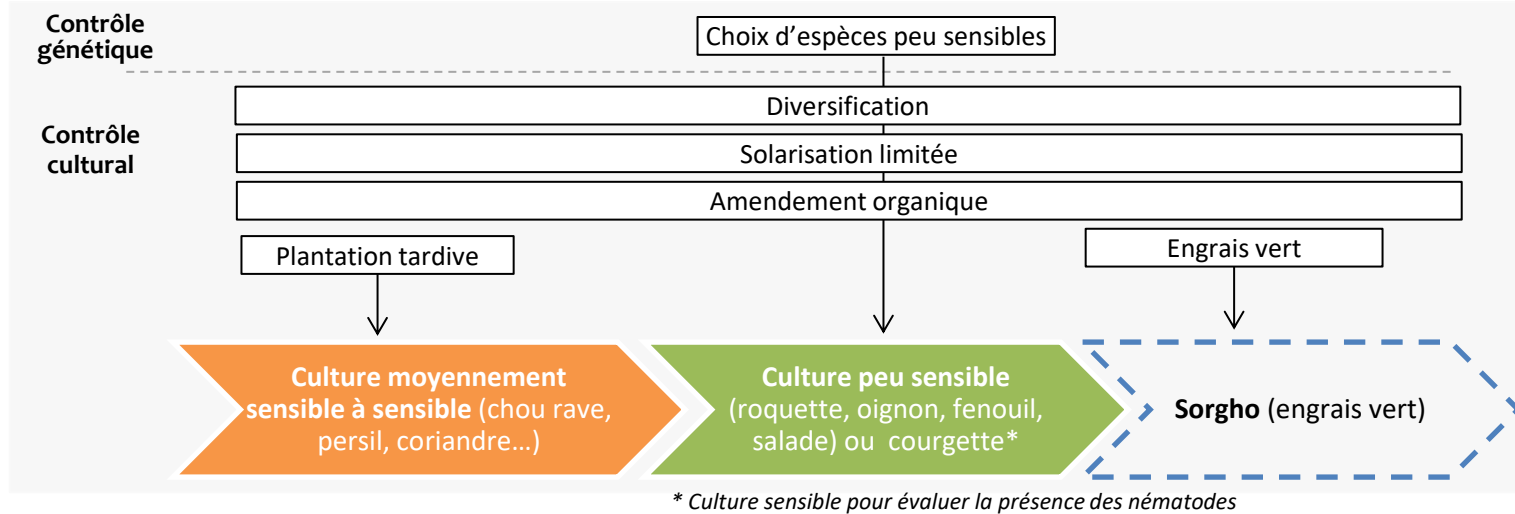 Contrôle
génétique
Choix d'espèces peu sensibles
Contrôle
cultural
Diversification
Solarisation limitée
Amendement organique
Plantation tardive
Engrais vert
Culture moyennement
sensible à sensible (chou rave,
persil, coriandre...)
Culture peu sensible
(roquette, oignon, fenouil,
salade) ou courgette*
Sorgho (engrais vert)
* Culture sensible pour évaluer la présence des nématodes